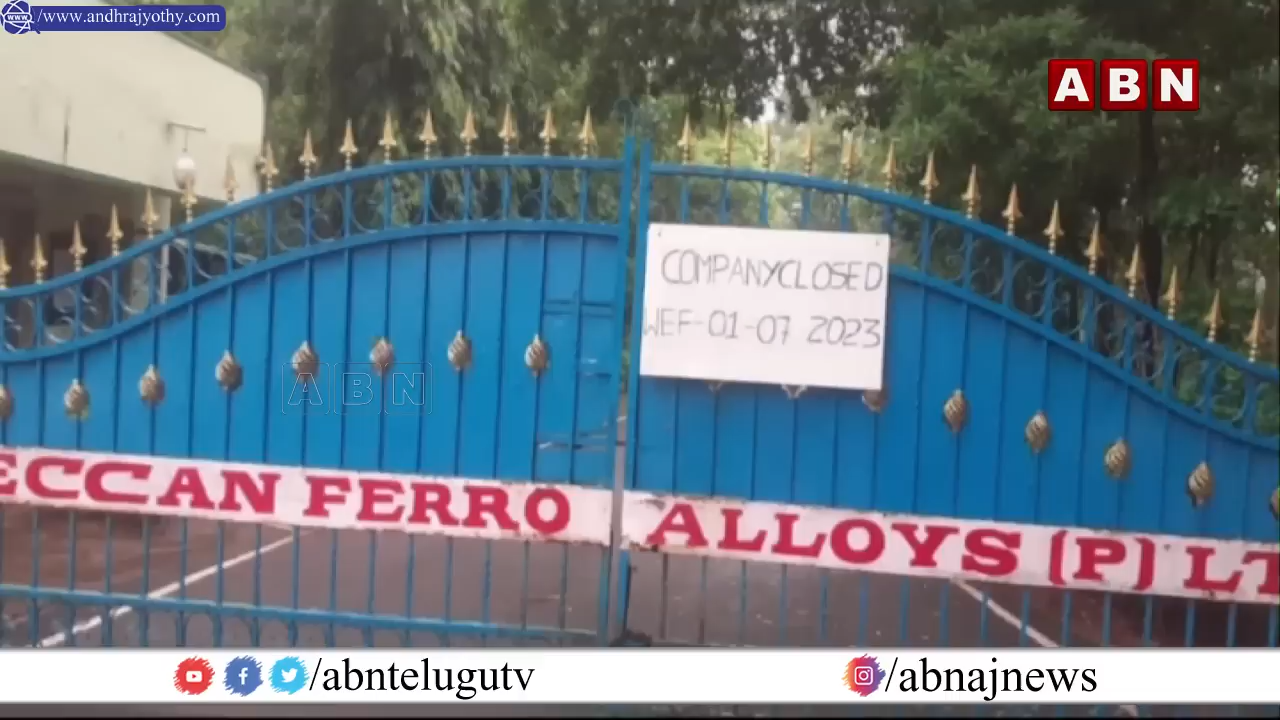 /www.andhrajyothy.com
ABN
COMPANYCLOSED
WEF-01-07 2023
ABN
ECCAN FERRO ALLOYS (P) LT
/abntelugutv
/abnajnews